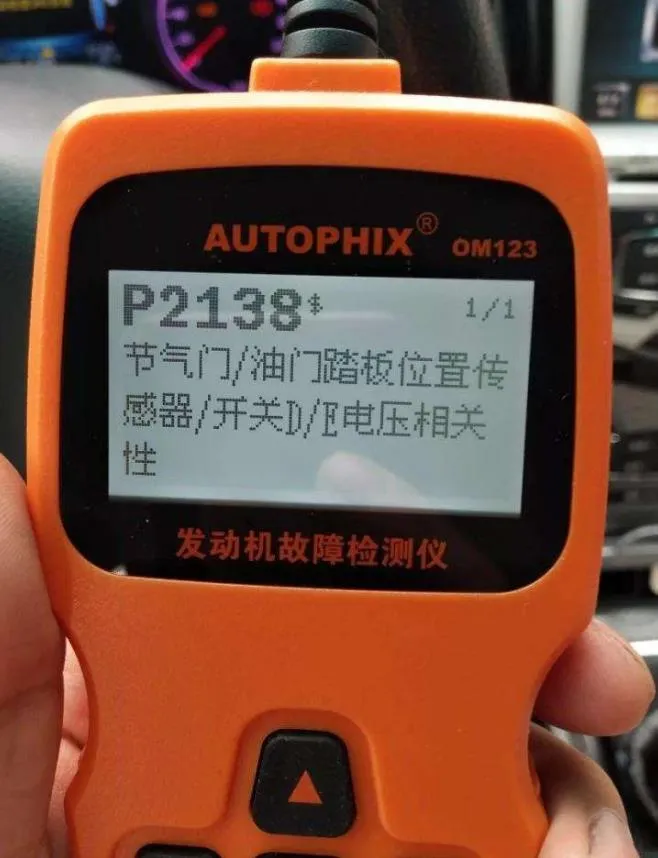 AUTOPHIX®
OM123
P2138$ 1/1
节气门/油门踏板位置传
感器/开关D/E电压相关
性
发动机故障检测仪